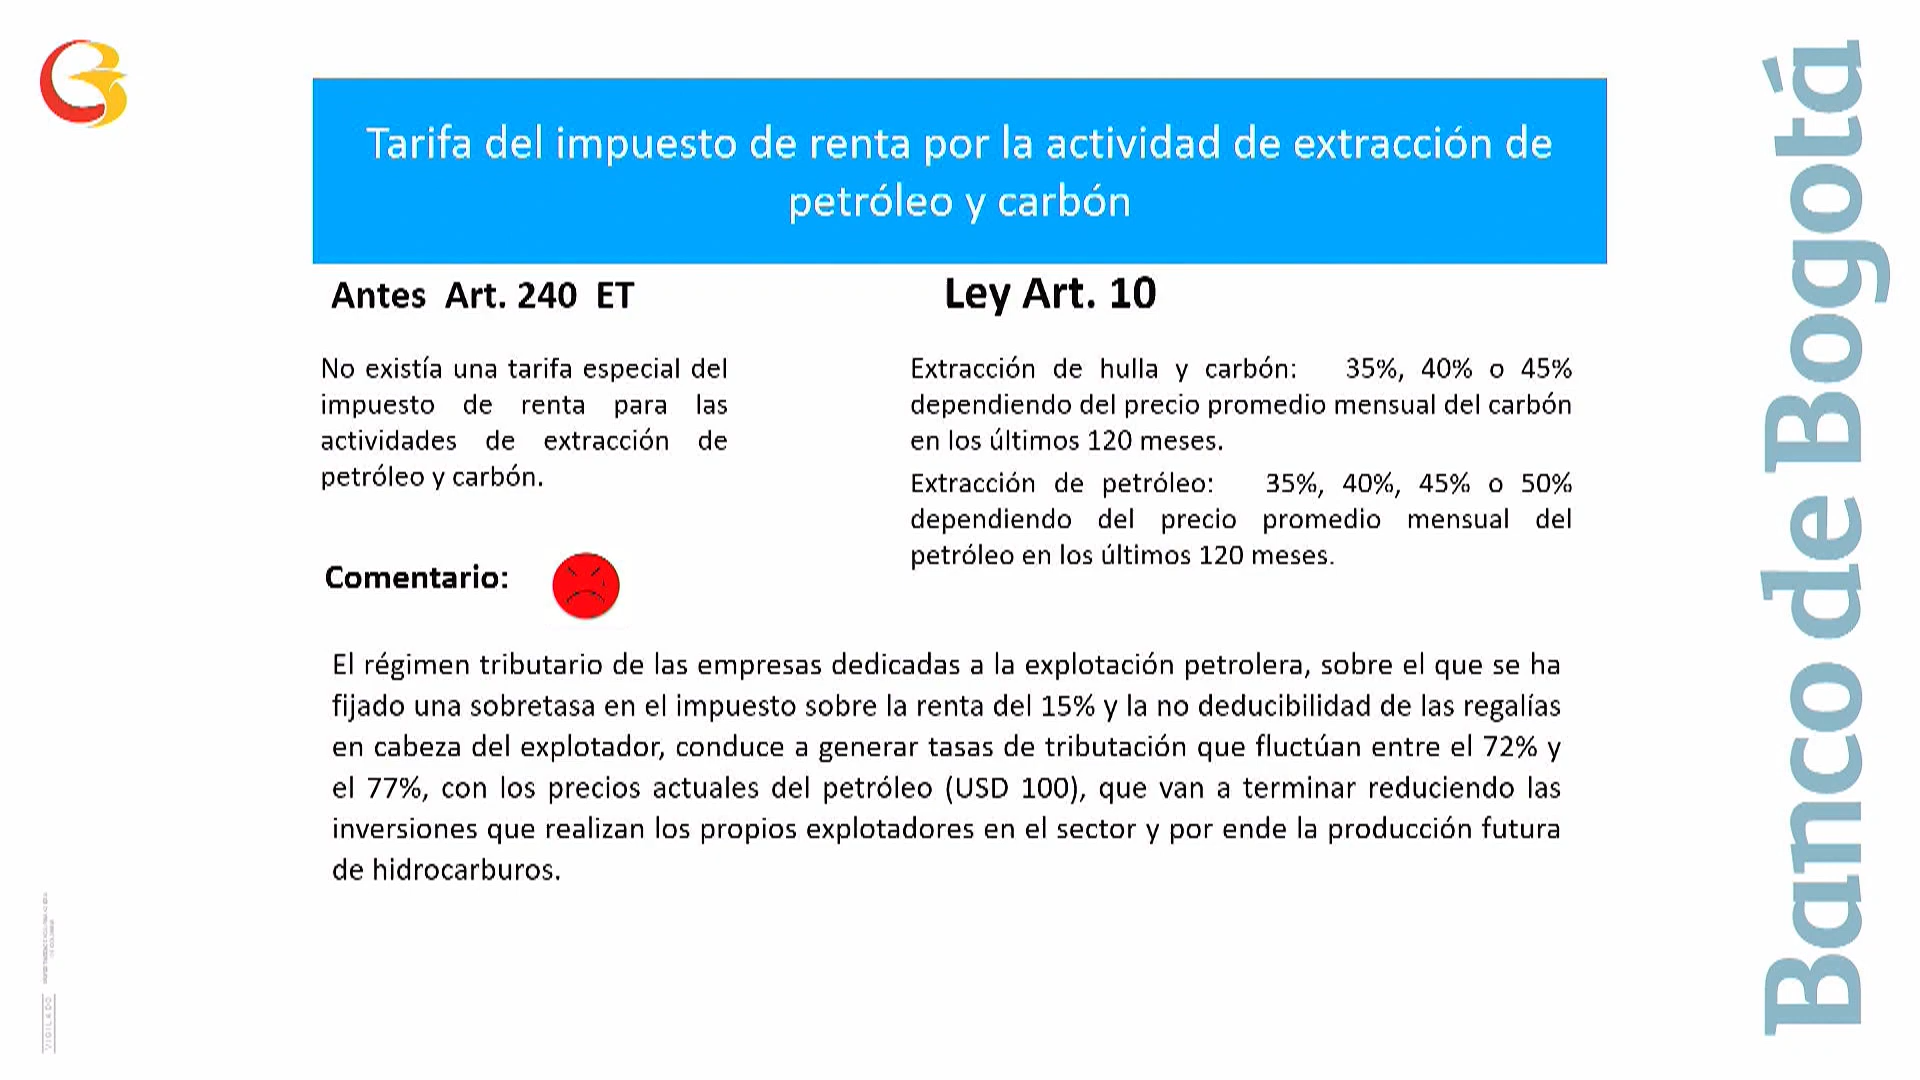 Tarifa del impuesto de renta por la actividad de extracción de
petróleo y carbón
Antes Art. 240 ET
No existía una tarifa especial del
impuesto de renta para las
actividades de extracción de
petróleo y carbón.
Ley Art. 10
Extracción de hulla y carbón: 35%, 40% o 45%
dependiendo del precio promedio mensual del carbón
en los últimos 120 meses.
Extracción de petróleo: 35%, 40%, 45% o 50%
dependiendo del precio promedio mensual del
petróleo en los últimos 120 meses.
Comentario:
El régimen tributario de las empresas dedicadas a la explotación petrolera, sobre el que se ha
fijado una sobretasa en el impuesto sobre la renta del 15% y la no deducibilidad de las regalías
en cabeza del explotador, conduce a generar tasas de tributación que fluctúan entre el 72% y
el 77%, con los precios actuales del petróleo (USD 100), que van a terminar reduciendo las
inversiones que realizan los propios explotadores en el sector y por ende la producción futura
de hidrocarburos.
Banco de Bogotá
VIGILADO